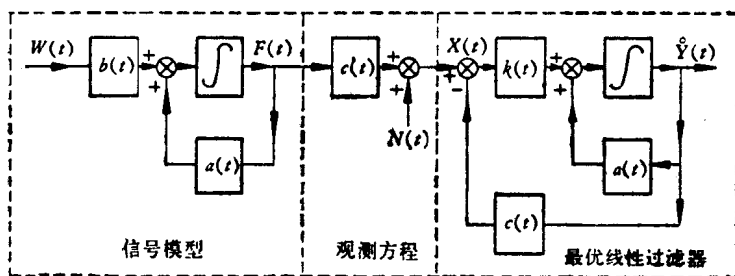 W(t)
b(t)
+
+
∫
F(t)
a(t)
信号模型
c(t)
+
+
N(t)
观测方程
X(t)
+
−
k(t)
+
+
∫
Ŷ(t)
a(t)
c(t)
最优线性过滤器